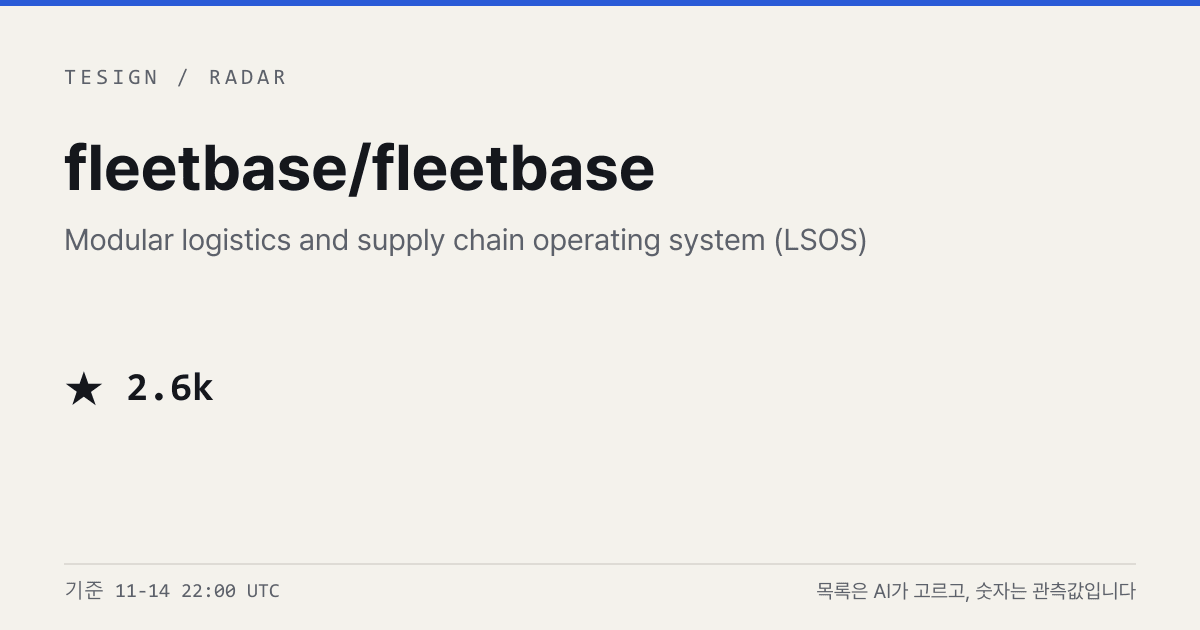 TESIGN / RADAR
fleetbase/fleetbase
Modular logistics and supply chain operating system (LSOS)
★ 2.6k
기준 11-14 22:00 UTC
목록은 AI가 고르고, 숫자는 관측값입니다